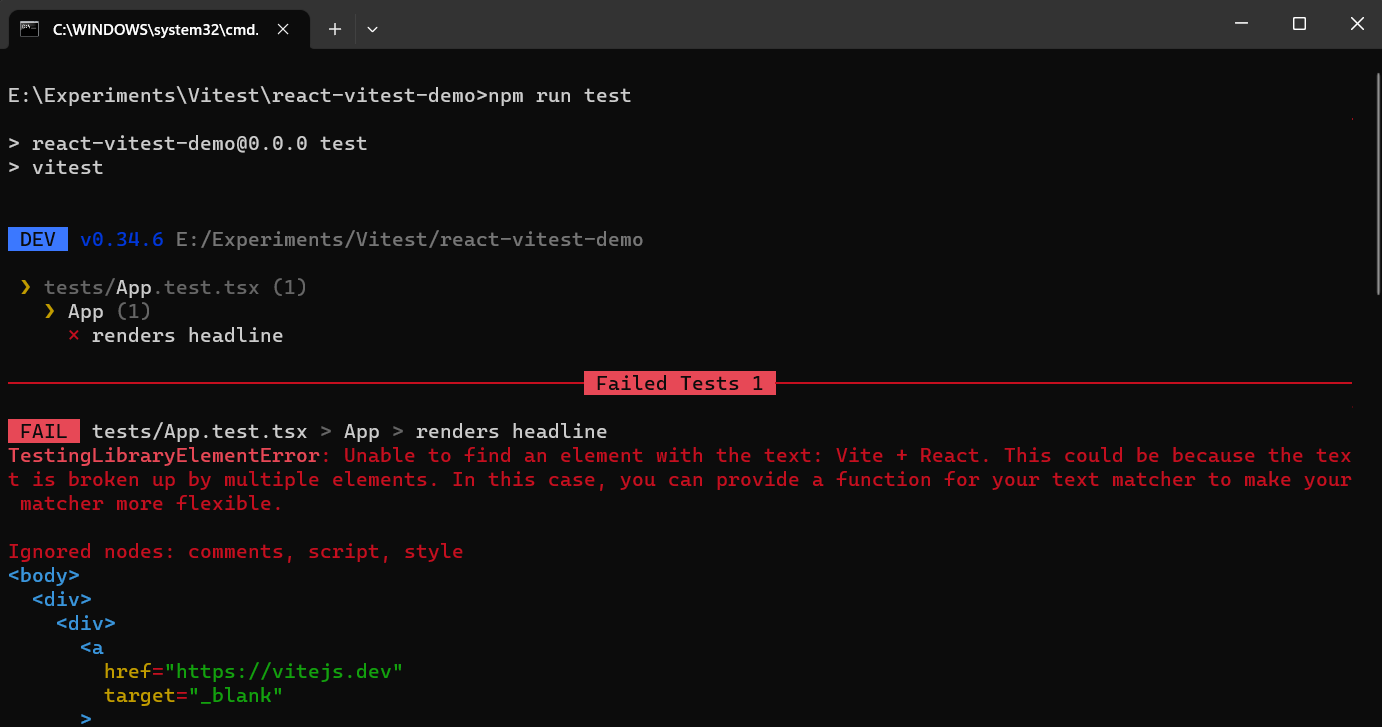 C:\WINDOWS\system32\cmd.
E:\Experiments\Vitest\react-vitest-demo>npm run test
> react-vitest-demo@0.0.0 test
> vitest
DEV v0.34.6 E:/Experiments/Vitest/react-vitest-demo
❯ tests/App.test.tsx (1)
❯ App (1)
× renders headline
Failed Tests 1
FAIL tests/App.test.tsx > App > renders headline
TestingLibraryElementError: Unable to find an element with the text: Vite + React. This could be because the tex
t is broken up by multiple elements. In this case, you can provide a function for your text matcher to make your
matcher more flexible.
Ignored nodes: comments, script, style
<body>
<div>
<div>
<a
href="https://vitejs.dev"
target="_blank"
>